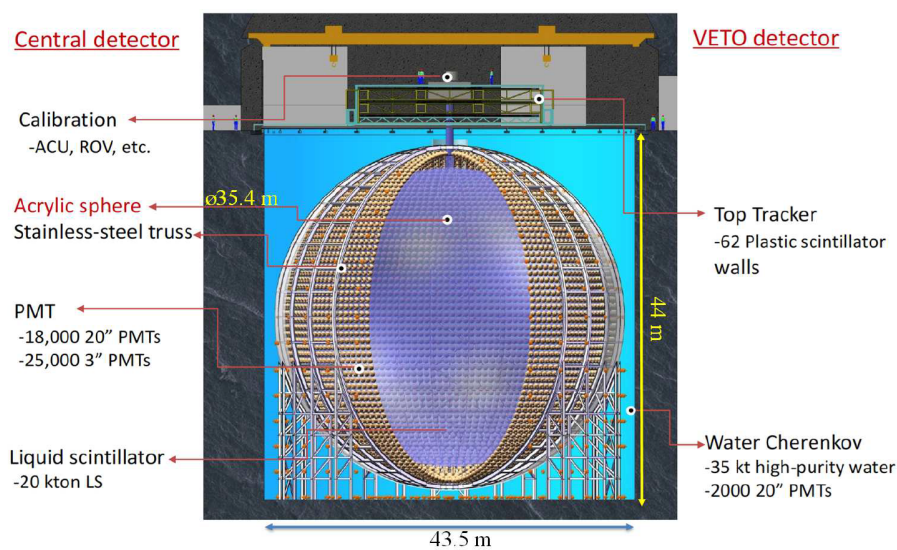 Central detector
VETO detector
Calibration
-ACU, ROV, etc.
Acrylic sphere
ø35.4 m
Stainless-steel truss
Top Tracker
-62 Plastic scintillator
walls
PMT
-18,000 20” PMTs
-25,000 3” PMTs
44 m
Liquid scintillator
-20 kton LS
Water Cherenkov
-35 kt high-purity water
-2000 20” PMTs
43.5 m